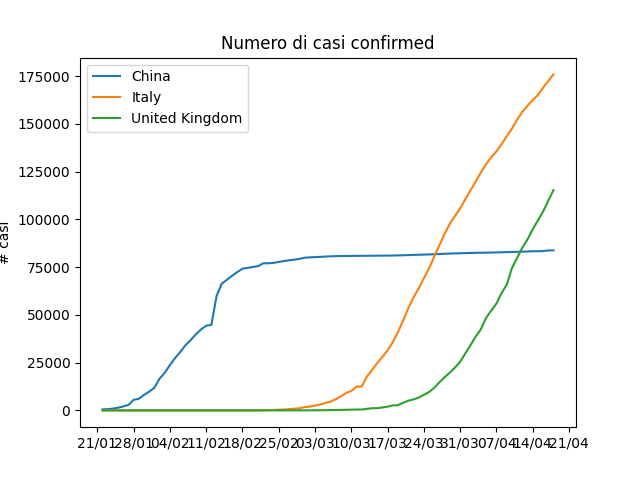 Numero di casi confirmed
China
Italy
United Kingdom
175000
150000
125000
100000
75000
50000
25000
0
# casi
21/01 28/01 04/02 11/02 18/02 25/02 03/03 10/03 17/03 24/03 31/03 07/04 14/04 21/04